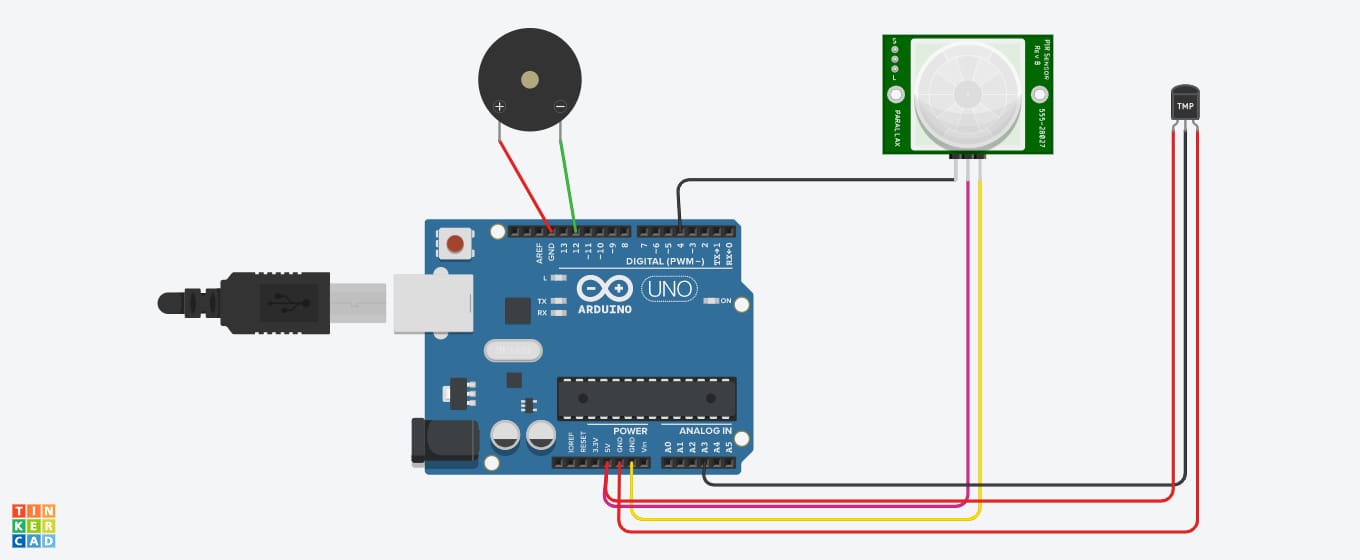 + −
PIR SENSOR
Rev B
555-28027
PARALLAX
S
L
TMP
AREF
GND
13
12
~11
~10
~9
8
7
~6
~5
4
~3
2
TX→1
RX←0
DIGITAL (PWM~)
L
TX
RX
UNO
ARDUINO
ON
POWER
ANALOG IN
IOREF
RESET
3.3V
5V
GND
GND
Vin
A0
A1
A2
A3
A4
A5
TIN
KER
CAD